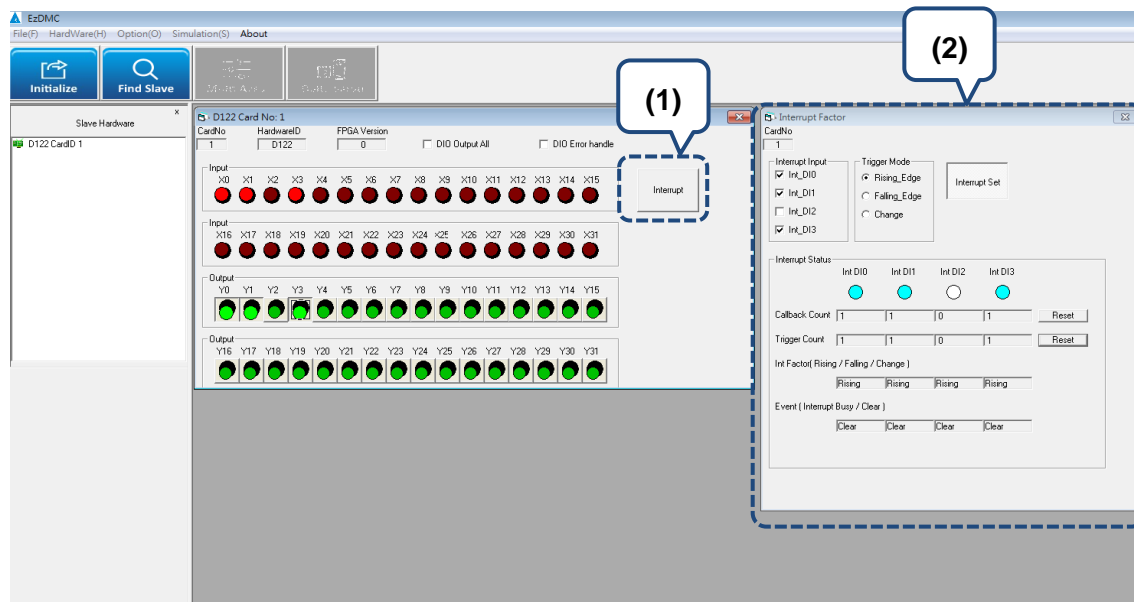 EzDMC
File(F) HardWare(H) Option(O) Simulation(S) About
Initialize
Find Slave
(1)
(2)
Slave Hardware
x
D122 CardID 1
D122 Card No: 1
CardNo HardwareID FPGA Version
1 D122 0 DIO Output All DIO Error handle
Input
X0 X1 X2 X3 X4 X5 X6 X7 X8 X9 X10 X11 X12 X13 X14 X15
Interrupt
Input
X16 X17 X18 X19 X20 X21 X22 X23 X24 X25 X26 X27 X28 X29 X30 X31
Output
Y0 Y1 Y2 Y3 Y4 Y5 Y6 Y7 Y8 Y9 Y10 Y11 Y12 Y13 Y14 Y15
Output
Y16 Y17 Y18 Y19 Y20 Y21 Y22 Y23 Y24 Y25 Y26 Y27 Y28 Y29 Y30 Y31
Interrupt Factor
CardNo
1
Interrupt Input
Int_DI0
Int_DI1
Int_DI2
Int_DI3
Trigger Mode
Rising_Edge
Falling_Edge
Change
Interrupt Set
Interrupt Status
Int DI0 Int DI1 Int DI2 Int DI3
Callback Count 1 1 0 1 Reset
Trigger Count 1 1 0 1 Reset
Int Factor( Rising / Falling / Change )
Rising Rising Rising Rising
Event ( Interrupt Busy / Clear )
Clear Clear Clear Clear